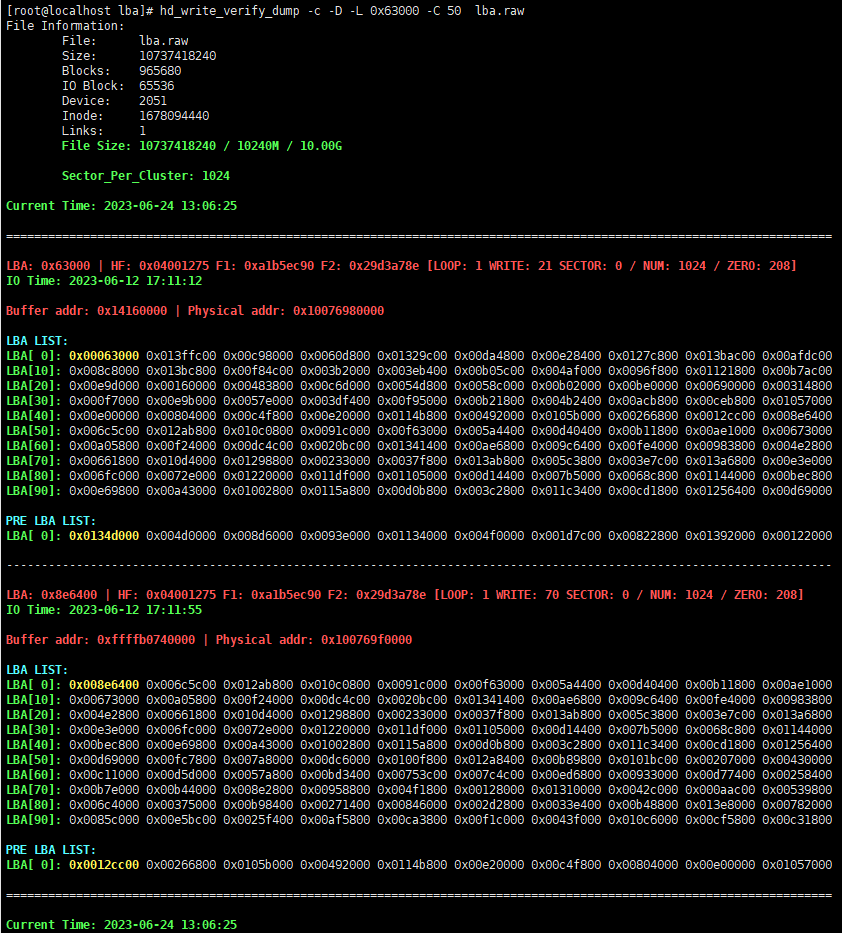 [root@localhost lba]# hd_write_verify_dump -c -D -L 0x63000 -C 50  lba.raw
File Information:
        File:      lba.raw
        Size:      10737418240
        Blocks:    965680
        IO Block:  65536
        Device:    2051
        Inode:     1678094440
        Links:     1
        File Size: 10737418240 / 10240M / 10.00G
        Sector_Per_Cluster: 1024
Current Time: 2023-06-24 13:06:25
======================================================================================================================
LBA: 0x63000 | HF: 0x04001275 F1: 0xa1b5ec90 F2: 0x29d3a78e [LOOP: 1 WRITE: 21 SECTOR: 0 / NUM: 1024 / ZERO: 208]
IO Time: 2023-06-12 17:11:12
Buffer addr: 0x14160000 | Physical addr: 0x10076980000
LBA LIST:
LBA[ 0]: 0x00063000 0x013ffc00 0x00c98000 0x0060d800 0x01329c00 0x00da4800 0x00e28400 0x0127c800 0x013bac00 0x00afdc00
LBA[10]: 0x008c8000 0x013bc800 0x00f84c00 0x003b2000 0x003eb400 0x00b05c00 0x004af000 0x0096f800 0x01121800 0x00b7ac00
LBA[20]: 0x00e9d000 0x00160000 0x00483800 0x00c6d000 0x0054d800 0x0058c000 0x00b02000 0x00be0000 0x00690000 0x00314800
LBA[30]: 0x000f7000 0x00e9b000 0x0057e000 0x003df400 0x00f95000 0x00b21800 0x004b2400 0x00acb800 0x00ceb800 0x01057000
LBA[40]: 0x00e00000 0x00804000 0x00c4f800 0x00e20000 0x0114b800 0x00492000 0x0105b000 0x00266800 0x0012cc00 0x008e6400
LBA[50]: 0x006c5c00 0x012ab800 0x010c0800 0x0091c000 0x00f63000 0x005a4400 0x00d40400 0x00b11800 0x00ae1000 0x00673000
LBA[60]: 0x00a05800 0x00f24000 0x00dc4c00 0x0020bc00 0x01341400 0x00ae6800 0x009c6400 0x00fe4000 0x00983800 0x004e2800
LBA[70]: 0x00661800 0x010d4000 0x01298800 0x00233000 0x0037f800 0x013ab800 0x005c3800 0x003e7c00 0x013a6800 0x00e3e000
LBA[80]: 0x006fc000 0x0072e000 0x01220000 0x011df000 0x01105000 0x00d14400 0x007b5000 0x0068c800 0x01144000 0x00bec800
LBA[90]: 0x00e69800 0x00a43000 0x01002800 0x0115a800 0x00d0b800 0x003c2800 0x011c3400 0x00cd1800 0x01256400 0x00d69000
PRE LBA LIST:
LBA[ 0]: 0x0134d000 0x004d0000 0x008d6000 0x0093e000 0x01134000 0x004f0000 0x001d7c00 0x00822800 0x01392000 0x00122000
----------------------------------------------------------------------------------------------------------------------
LBA: 0x8e6400 | HF: 0x04001275 F1: 0xa1b5ec90 F2: 0x29d3a78e [LOOP: 1 WRITE: 70 SECTOR: 0 / NUM: 1024 / ZERO: 208]
IO Time: 2023-06-12 17:11:55
Buffer addr: 0xffffb0740000 | Physical addr: 0x100769f0000
LBA LIST:
LBA[ 0]: 0x008e6400 0x006c5c00 0x012ab800 0x010c0800 0x0091c000 0x00f63000 0x005a4400 0x00d40400 0x00b11800 0x00ae1000
LBA[10]: 0x00673000 0x00a05800 0x00f24000 0x00dc4c00 0x0020bc00 0x01341400 0x00ae6800 0x009c6400 0x00fe4000 0x00983800
LBA[20]: 0x004e2800 0x00661800 0x010d4000 0x01298800 0x00233000 0x0037f800 0x013ab800 0x005c3800 0x003e7c00 0x013a6800
LBA[30]: 0x00e3e000 0x006fc000 0x0072e000 0x01220000 0x011df000 0x01105000 0x00d14400 0x007b5000 0x0068c800 0x01144000
LBA[40]: 0x00bec800 0x00e69800 0x00a43000 0x01002800 0x0115a800 0x00d0b800 0x003c2800 0x011c3400 0x00cd1800 0x01256400
LBA[50]: 0x00d69000 0x00fc7800 0x007a8000 0x00dc6000 0x0100f800 0x012a8400 0x00b89800 0x0101bc00 0x00207000 0x00430000
LBA[60]: 0x00c11000 0x00d5d000 0x0057a800 0x00bd3400 0x00753c00 0x007c4c00 0x00ed6800 0x00933000 0x00d77400 0x00258400
LBA[70]: 0x00b7e000 0x00b44000 0x008e2800 0x00958800 0x004f1800 0x00128000 0x01310000 0x0042c000 0x000aac00 0x00539800
LBA[80]: 0x006c4000 0x00375000 0x00b98400 0x00271400 0x00846000 0x002d2800 0x0033e400 0x00b48800 0x013e8000 0x00782000
LBA[90]: 0x0085c000 0x00e5bc00 0x0025f400 0x00af5800 0x00ca3800 0x00f1c000 0x0043f000 0x010c6000 0x00cf5800 0x00c31800
PRE LBA LIST:
LBA[ 0]: 0x0012cc00 0x00266800 0x0105b000 0x00492000 0x0114b800 0x00e20000 0x00c4f800 0x00804000 0x00e00000 0x01057000
======================================================================================================================
Current Time: 2023-06-24 13:06:25